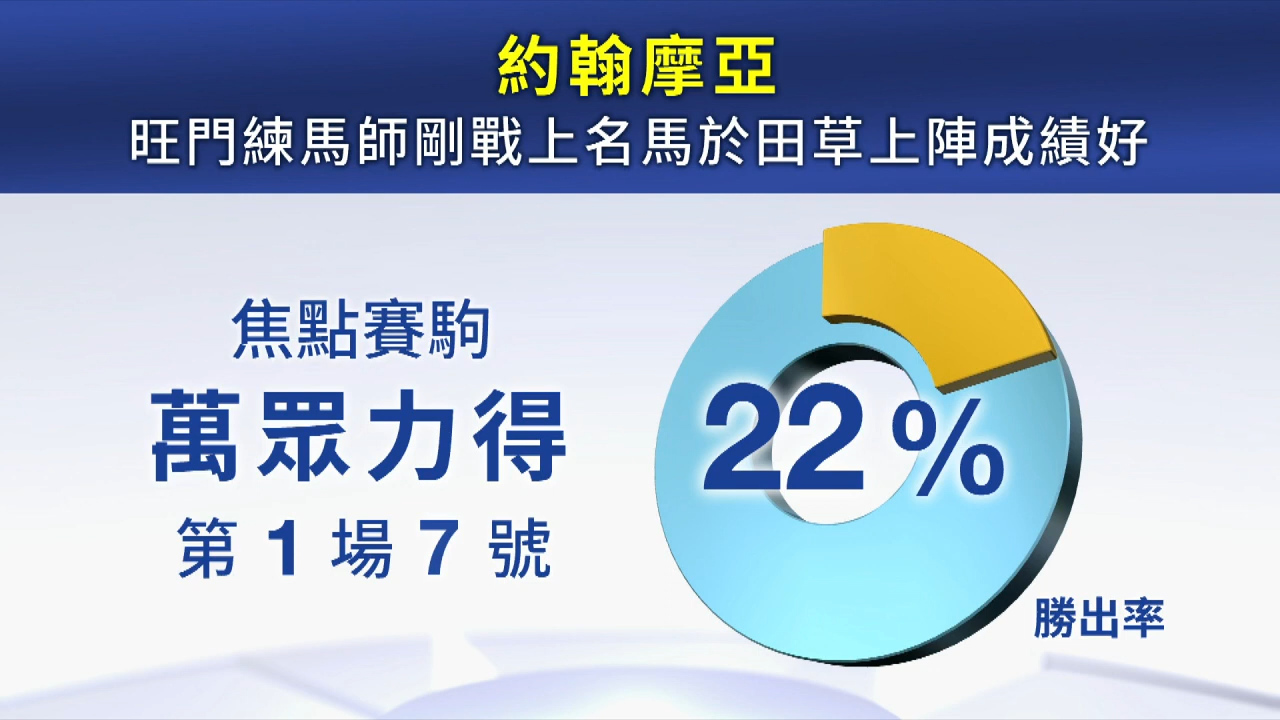 約翰摩亞
旺門練馬師剛戰上名馬於田草上陣成績好
焦點賽駒
萬眾力得
第 1 場 7 號
22%
勝出率